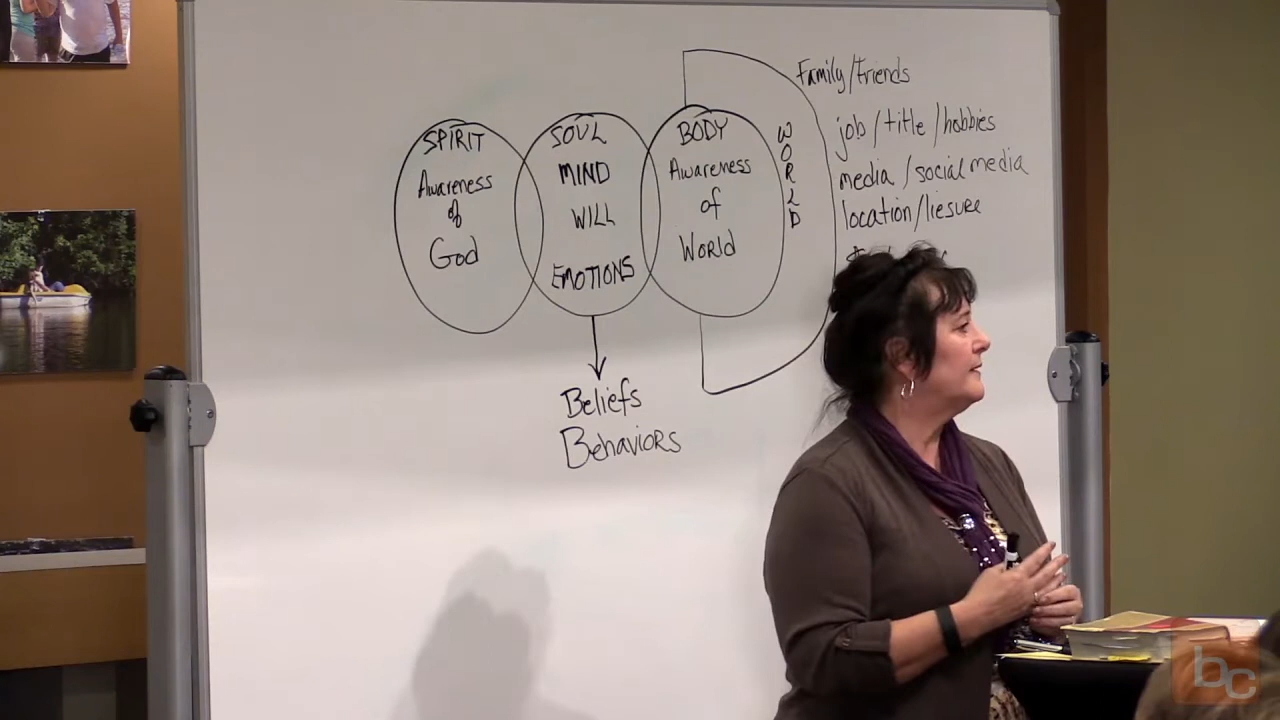 SPIRIT
Awareness
of
God
SOUL
MIND
WILL
EMOTIONS
BODY
Awareness
of
World
WORLD
Family/Friends
job/title/hobbies
media/social media
location/liesure
Beliefs
Behaviors
bc